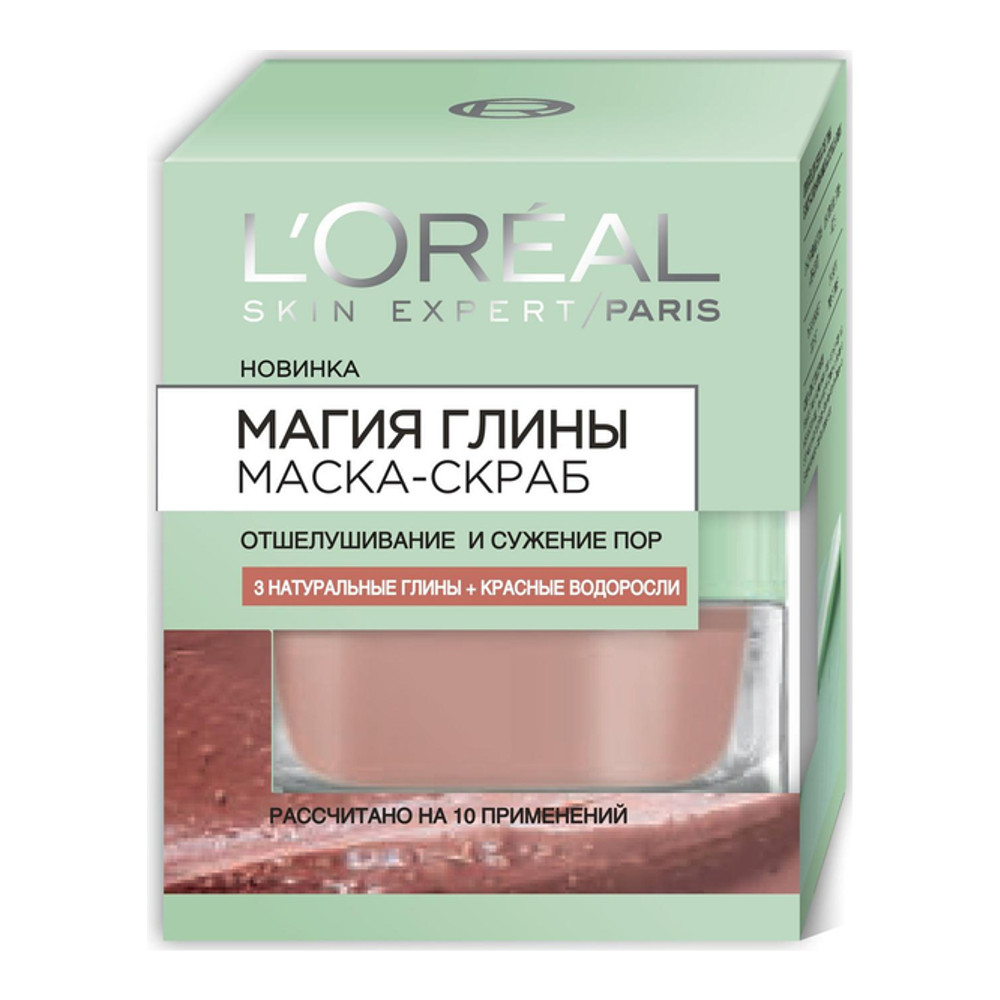 L'ORÉAL
SKIN EXPERT/PARIS
НОВИНКА
МАГИЯ ГЛИНЫ
МАСКА-СКРАБ
ОТШЕЛУШИВАНИЕ И СУЖЕНИЕ ПОР
3 НАТУРАЛЬНЫЕ ГЛИНЫ + КРАСНЫЕ ВОДОРОСЛИ
РАССЧИТАНО НА 10 ПРИМЕНЕНИЙ